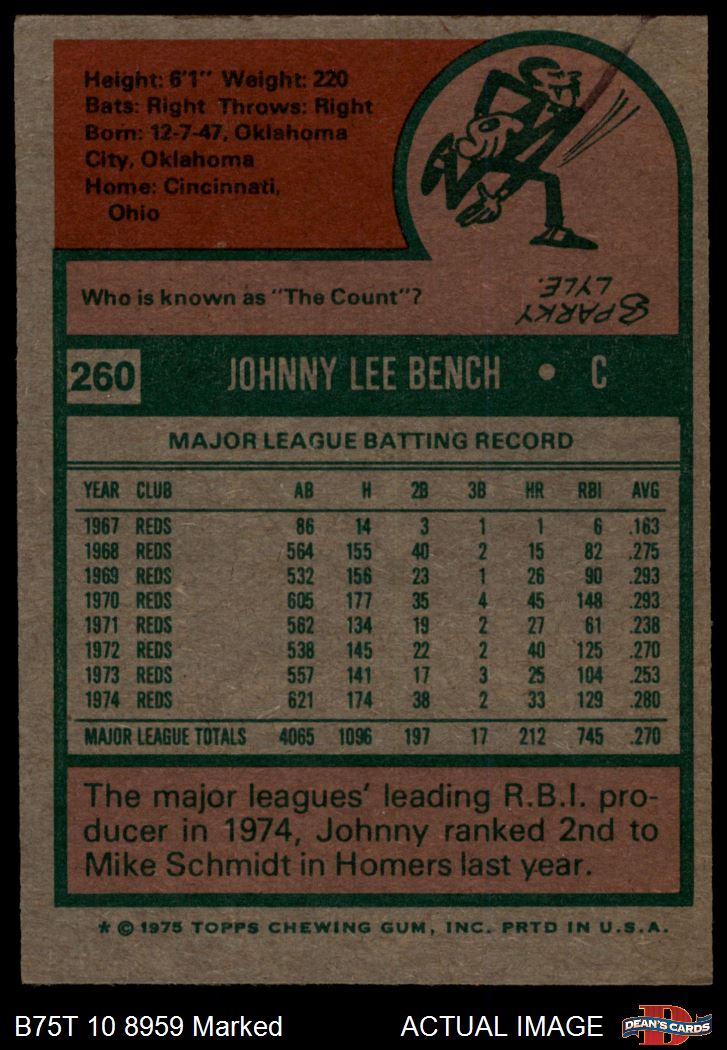 Height: 6'1" Weight: 220
Bats: Right Throws: Right
Born: 12-7-47, Oklahoma
City, Oklahoma
Home: Cincinnati,
Ohio
Who is known as "The Count"?
SPARKY
LYLE.
260 JOHNNY LEE BENCH • C
MAJOR LEAGUE BATTING RECORD
YEAR CLUB AB H 2B 3B HR RBI AVG
1967 REDS 86 14 3 1 1 6 .163
1968 REDS 564 155 40 2 15 82 .275
1969 REDS 532 156 23 1 26 90 .293
1970 REDS 605 177 35 4 45 148 .293
1971 REDS 562 134 19 2 27 61 .238
1972 REDS 538 145 22 2 40 125 .270
1973 REDS 557 141 17 3 25 104 .253
1974 REDS 621 174 38 2 33 129 .280
MAJOR LEAGUE TOTALS 4065 1096 197 17 212 745 .270
The major leagues' leading R.B.I. pro-
ducer in 1974, Johnny ranked 2nd to
Mike Schmidt in Homers last year.
* © 1975 TOPPS CHEWING GUM, INC. PRTD IN U.S.A.
B75T 10 8959 Marked ACTUAL IMAGE
D
DEAN'S CARDS